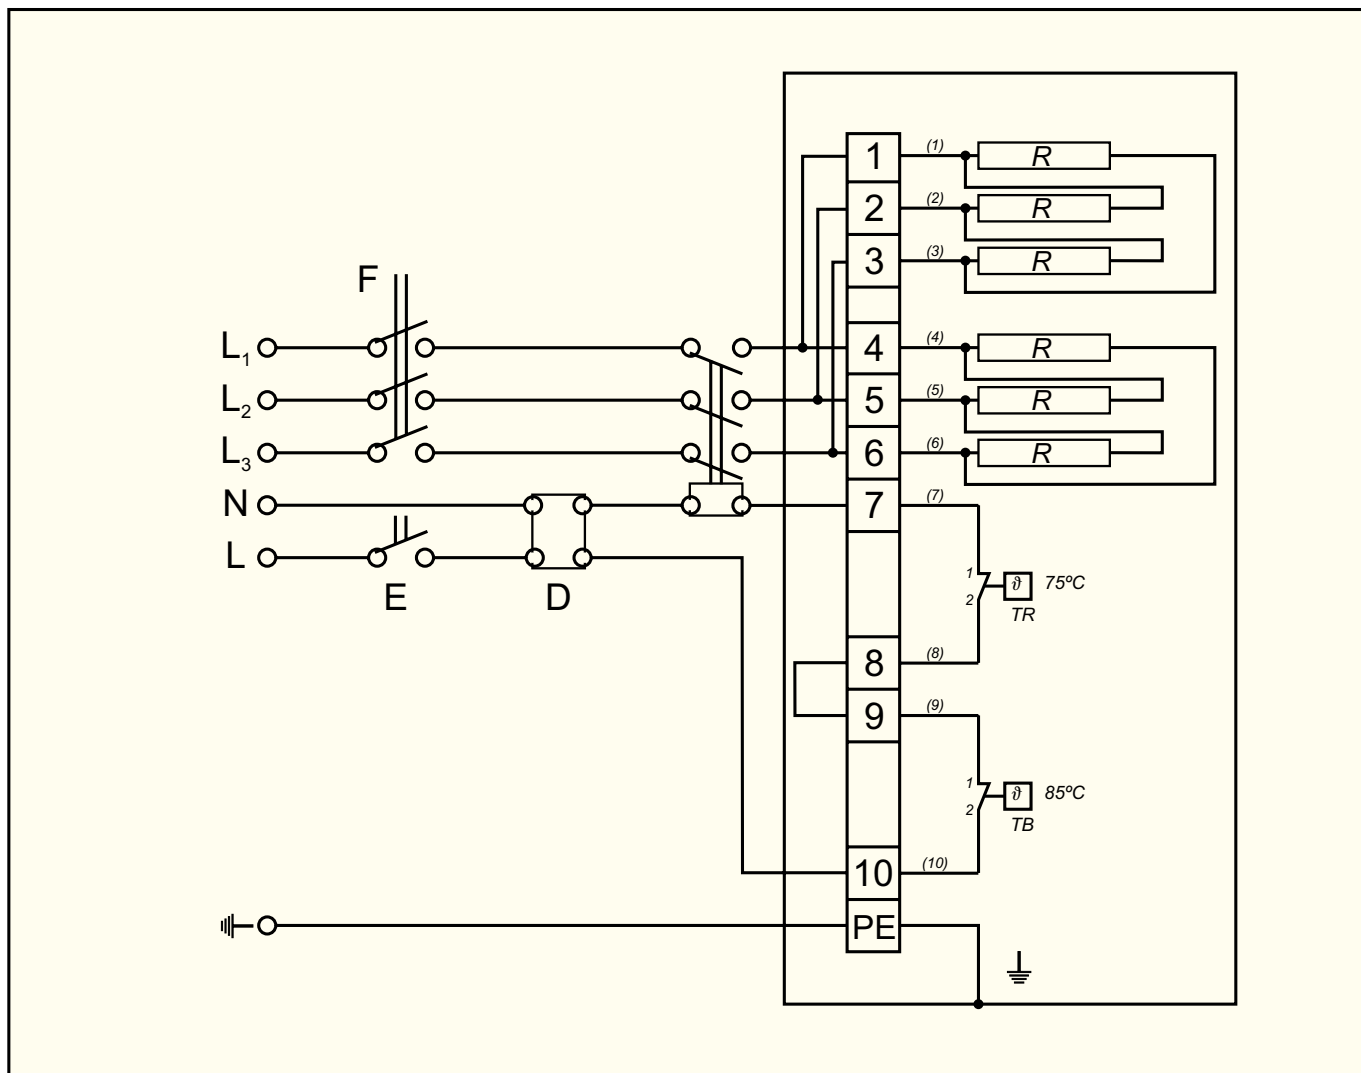 1 (1) R
2 (2) R
3 (3) R
F
L1 4 (4) R
L2 5 (5) R
L3 6 (6) R
N 7 (7)
L
E D
1
2
ϑ 75ºC
TR
8 (8)
9 (9)
1
2
ϑ 85ºC
TB
10 (10)
PE